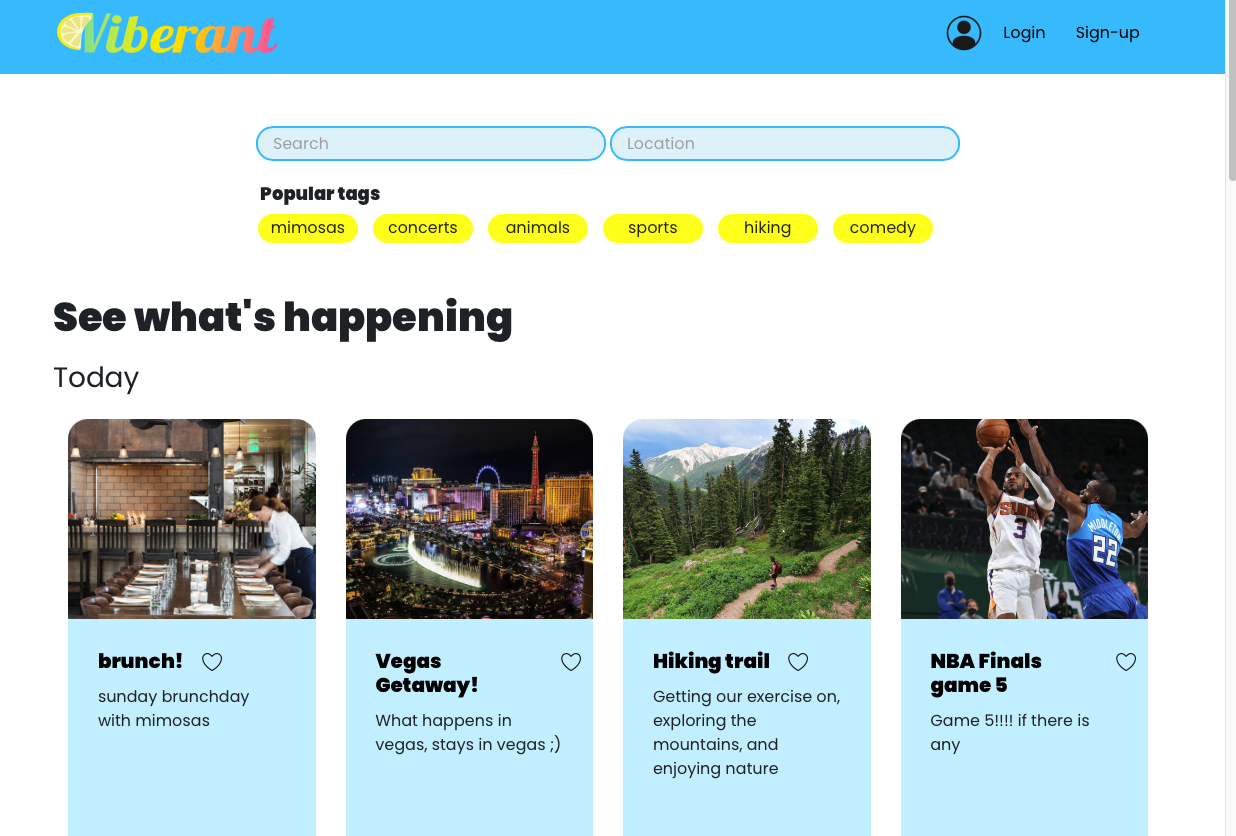 Viberant
Login
Sign-up
Search
Location
Popular tags
mimosas
concerts
animals
sports
hiking
comedy
See what's happening
Today
SUNS
3
MIDDLETON
22
brunch!
sunday brunchday
with mimosas
Vegas
Getaway!
What happens in
vegas, stays in vegas ;)
Hiking trail
Getting our exercise on,
exploring the
mountains, and
enjoying nature
NBA Finals
game 5
Game 5!!!! if there is
any